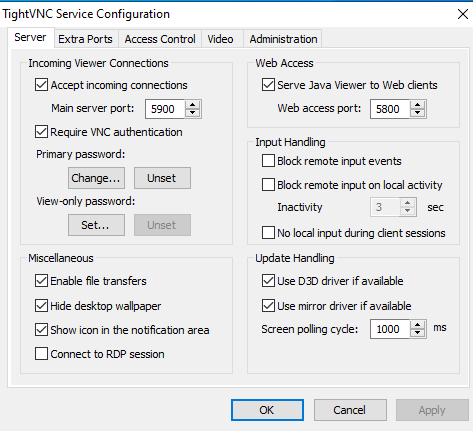 TightVNC Service Configuration
Server Extra Ports Access Control Video Administration
Incoming Viewer Connections
Accept incoming connections
Main server port: 5900
Require VNC authentication
Primary password:
Change... Unset
View-only password:
Set... Unset
Web Access
Serve Java Viewer to Web clients
Web access port: 5800
Input Handling
Block remote input events
Block remote input on local activity
Inactivity 3 sec
No local input during client sessions
Miscellaneous
Enable file transfers
Hide desktop wallpaper
Show icon in the notification area
Connect to RDP session
Update Handling
Use D3D driver if available
Use mirror driver if available
Screen polling cycle: 1000 ms
OK Cancel Apply